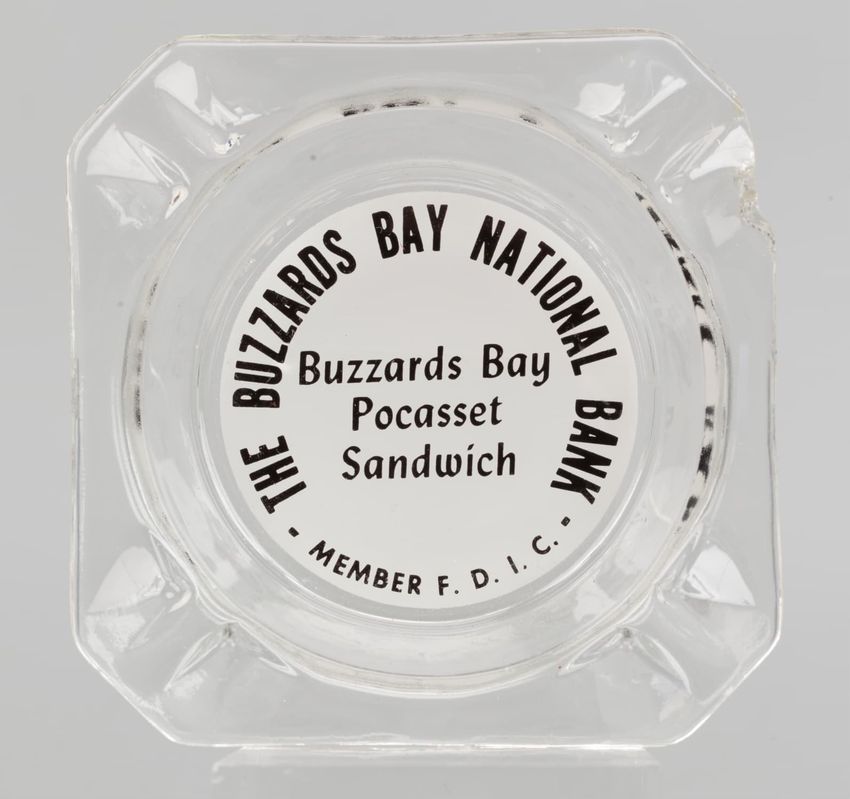 THE BUZZARDS BAY NATIONAL BANK
Buzzards Bay
Pocasset
Sandwich
- MEMBER F. D. I. C. -